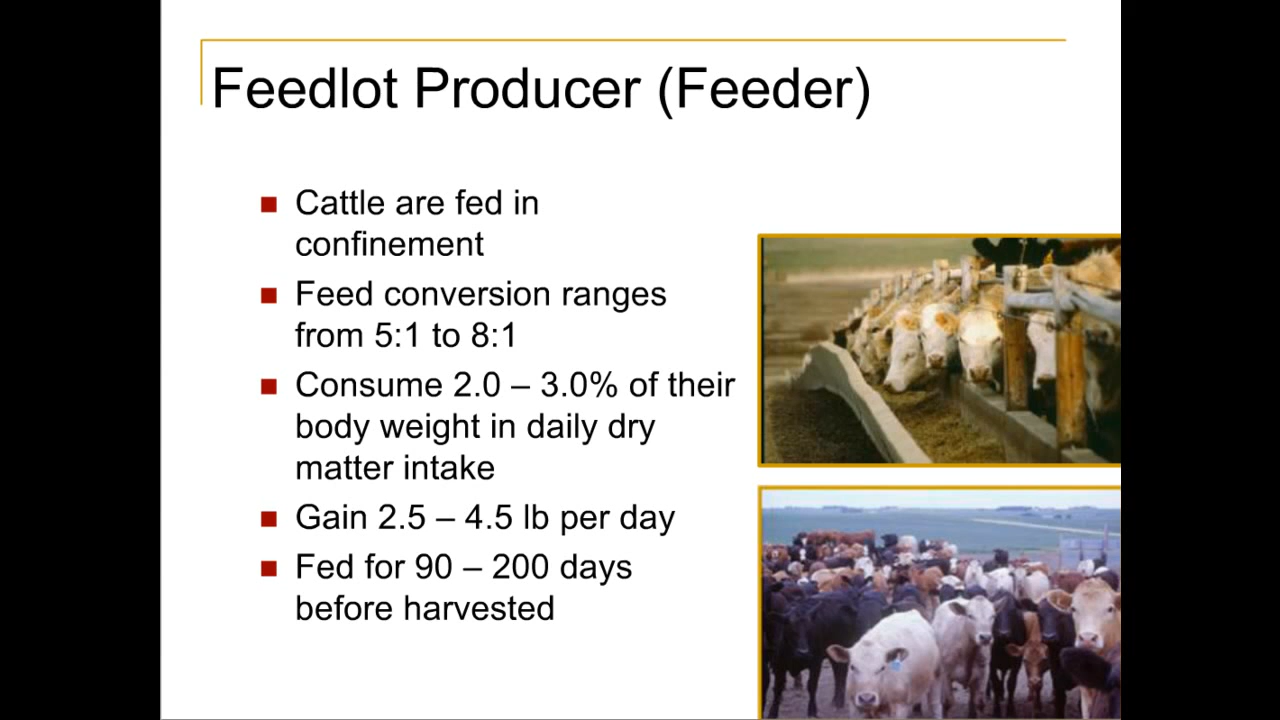 Feedlot Producer (Feeder)
Cattle are fed in
confinement
Feed conversion ranges
from 5:1 to 8:1
Consume 2.0 – 3.0% of their
body weight in daily dry
matter intake
Gain 2.5 – 4.5 lb per day
Fed for 90 – 200 days
before harvested